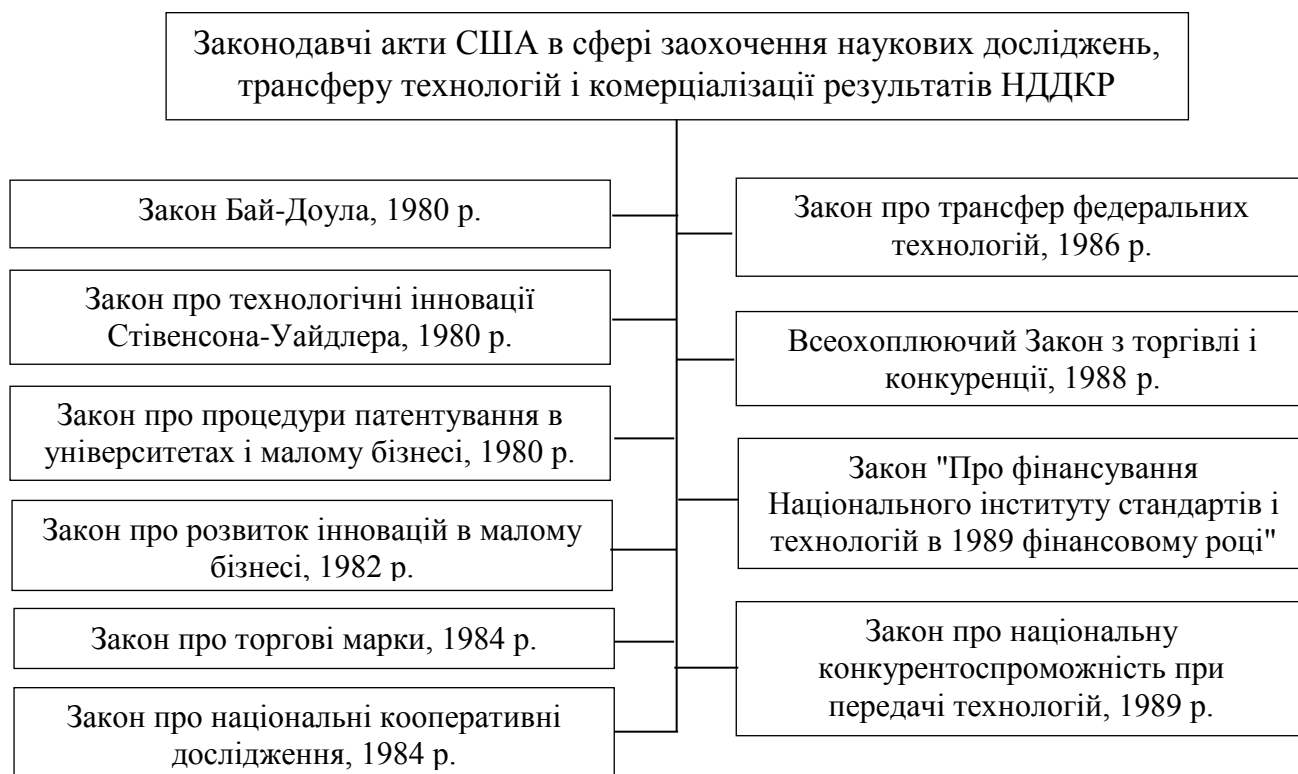 Законодавчі акти США в сфері заохочення наукових досліджень,
трансферу технологій і комерціалізації результатів НДДКР
Закон Бай-Доула, 1980 р.
Закон про технологічні інновації
Стівенсона-Уайдлера, 1980 р.
Закон про процедури патентування в
університетах і малому бізнесі, 1980 р.
Закон про розвиток інновацій в малому
бізнесі, 1982 р.
Закон про торгові марки, 1984 р.
Закон про національні кооперативні
дослідження, 1984 р.
Закон про трансфер федеральних
технологій, 1986 р.
Всеохоплюючий Закон з торгівлі і
конкуренції, 1988 р.
Закон "Про фінансування
Національного інституту стандартів і
технологій в 1989 фінансовому році"
Закон про національну
конкурентоспроможність при
передачі технологій, 1989 р.